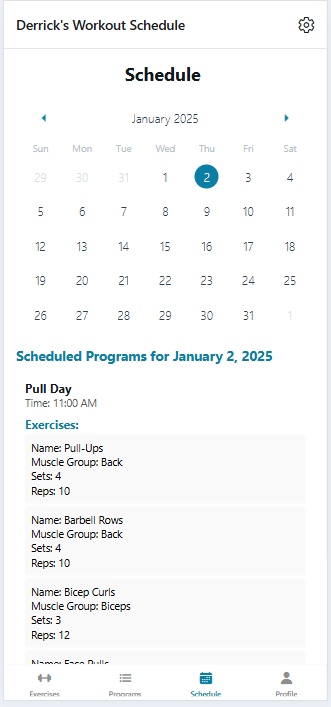 Derrick's Workout Schedule
Schedule
January 2025
Sun Mon Tue Wed Thu Fri Sat
29 30 31 1 2 3 4
5 6 7 8 9 10 11
12 13 14 15 16 17 18
19 20 21 22 23 24 25
26 27 28 29 30 31 1
Scheduled Programs for January 2, 2025
Pull Day
Time: 11:00 AM
Exercises:
Name: Pull-Ups
Muscle Group: Back
Sets: 4
Reps: 10
Name: Barbell Rows
Muscle Group: Back
Sets: 4
Reps: 10
Name: Bicep Curls
Muscle Group: Biceps
Sets: 3
Reps: 12
Name: Face Pulls
Exercises Programs Schedule Profile